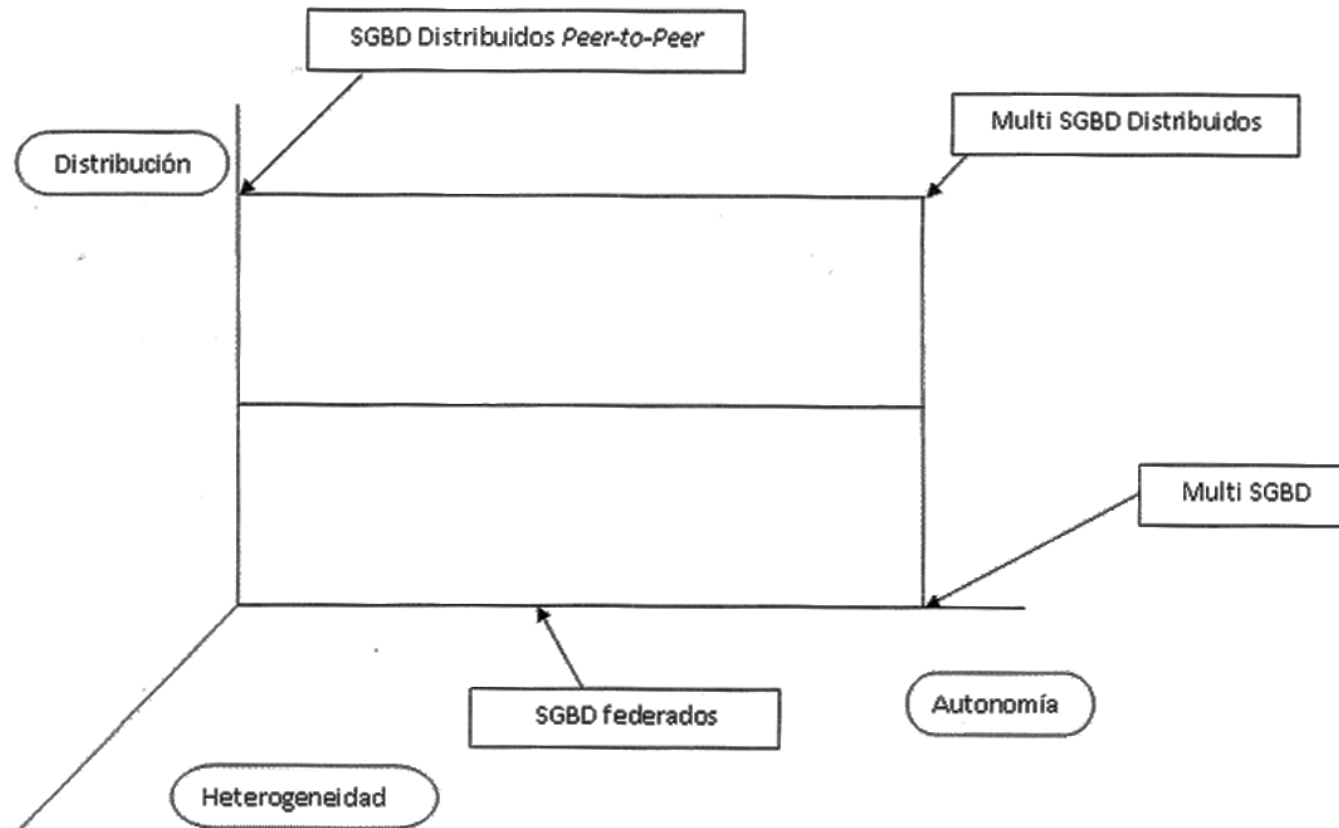 SGBD Distribuidos Peer-to-Peer
Multi SGBD Distribuidos
Distribución
Multi SGBD
SGBD federados
Autonomía
Heterogeneidad